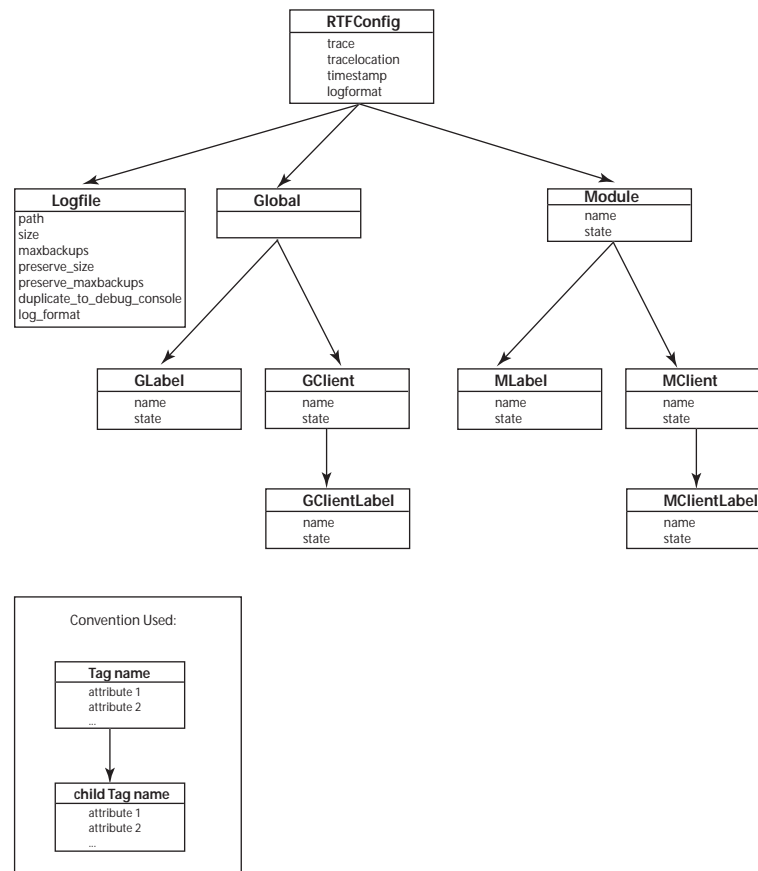 RTFConfig
trace
tracelocation
timestamp
logformat
Logfile
path
size
maxbackups
preserve_size
preserve_maxbackups
duplicate_to_debug_console
log_format
Global
Module
name
state
GLabel
name
state
GClient
name
state
MLabel
name
state
MClient
name
state
GClientLabel
name
state
MClientLabel
name
state
Convention Used:
Tag name
attribute 1
attribute 2
...
child Tag name
attribute 1
attribute 2
...